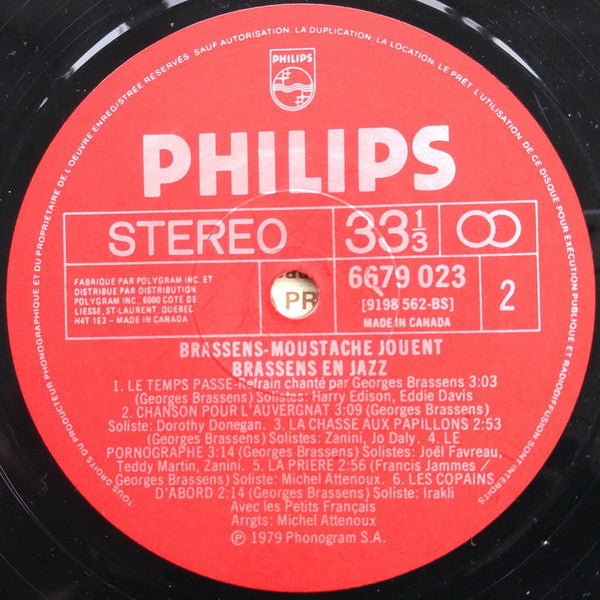 TOUS DROITS DU PRODUCTEUR PHONOGRAPHIQUE ET DU PROPRIÉTAIRE DE L'OEUVRE ENREGISTRÉE RESERVÉS. SAUF AUTORISATION, LA DUPLICATION, LA LOCATION, LE PRÊT, L'UTILISATION DE CE DISQUE POUR EXÉCUTION PUBLIQUE ET RADIODIFFUSION SONT INTERDITS
PHILIPS
PHILIPS
STEREO 33 1/3
FABRIQUE PAR POLYGRAM INC. ET
DISTRIBUE PAR DISTRIBUTION
POLYGRAM INC., 6000 COTE DE
LIESSE, ST-LAURENT, QUEBEC
H4T 1E3 – MADE IN CANADA
6679 023
[9198 562-BS]
MADE IN CANADA
2
PR
BRASSENS-MOUSTACHE JOUENT
BRASSENS EN JAZZ
1. LE TEMPS PASSE-Refrain chanté par Georges Brassens 3:03
(Georges Brassens) Solistes: Harry Edison, Eddie Davis
2. CHANSON POUR L'AUVERGNAT 3:09 (Georges Brassens)
Soliste: Dorothy Donegan. 3. LA CHASSE AUX PAPILLONS 2:53
(Georges Brassens) Solistes: Zanini, Jo Daly. 4. LE
PORNOGRAPHE 3:14 (Georges Brassens) Solistes: Joël Favreau,
Teddy Martin, Zanini. 5. LA PRIERE 2:56 (Francis Jammes /
Georges Brassens) Soliste: Michel Attenoux. 6. LES COPAINS
D'ABORD 2:14 (Georges Brassens) Soliste: Irakli
Avec les Petits Français
Arrgts: Michel Attenoux
℗ 1979 Phonogram S.A.